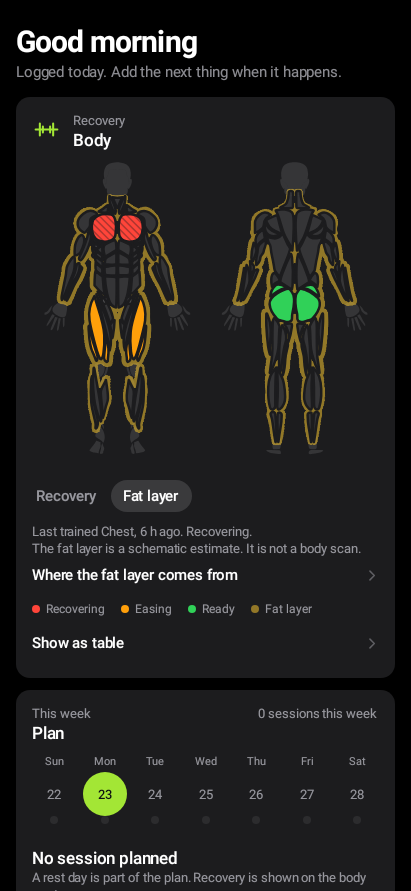 Good morning
Logged today. Add the next thing when it happens.
Recovery
Body
Recovery
Fat layer
Last trained Chest, 6 h ago. Recovering.
The fat layer is a schematic estimate. It is not a body scan.
Where the fat layer comes from
Recovering
Easing
Ready
Fat layer
Show as table
This week
0 sessions this week
Plan
Sun Mon Tue Wed Thu Fri Sat
22 23 24 25 26 27 28
No session planned
A rest day is part of the plan. Recovery is shown on the body